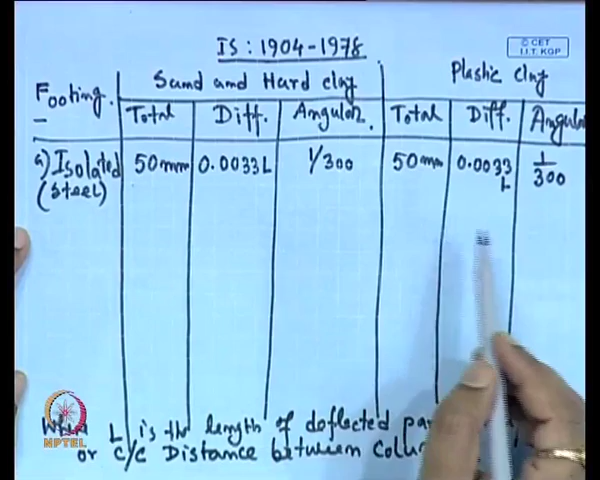 IS : 1904-1978
© CET
I.I.T. KGP
Footing. Sand and Hard clay Plastic clay
Total Diff. Angular. Total Diff. Angular
a) Isolated 50mm 0.0033L 1/300 50mm 0.0033 L 1/300
(steel)
L is the length of deflected
or C/C Distance between
NPTEL